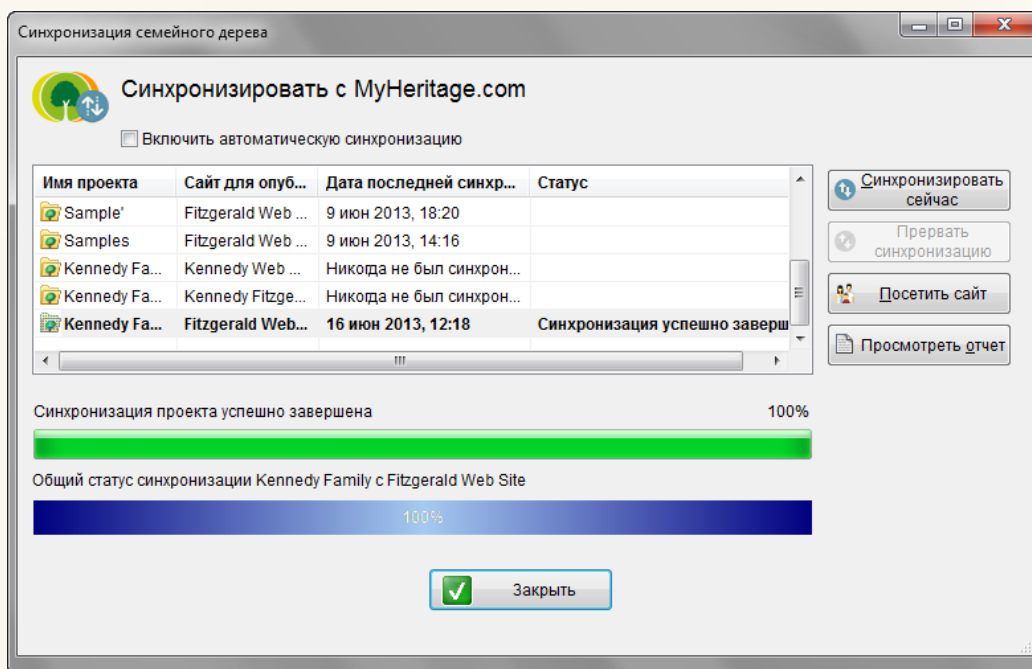 Синхронизация семейного дерева
Синхронизировать с MyHeritage.com
Включить автоматическую синхронизацию
Имя проекта Сайт для опуб... Дата последней синхр... Статус
Sample' Fitzgerald Web ... 9 июн 2013, 18:20
Samples Fitzgerald Web ... 9 июн 2013, 14:16
Kennedy Fa... Kennedy Web ... Никогда не был синхрон...
Kennedy Fa... Kennedy Fitzge... Никогда не был синхрон...
Kennedy Fa... Fitzgerald Web... 16 июн 2013, 12:18 Синхронизация успешно заверш
Синхронизировать
сейчас
Прервать
синхронизацию
Посетить сайт
Просмотреть отчет
Синхронизация проекта успешно завершена 100%
Общий статус синхронизации Kennedy Family с Fitzgerald Web Site
100%
Закрыть